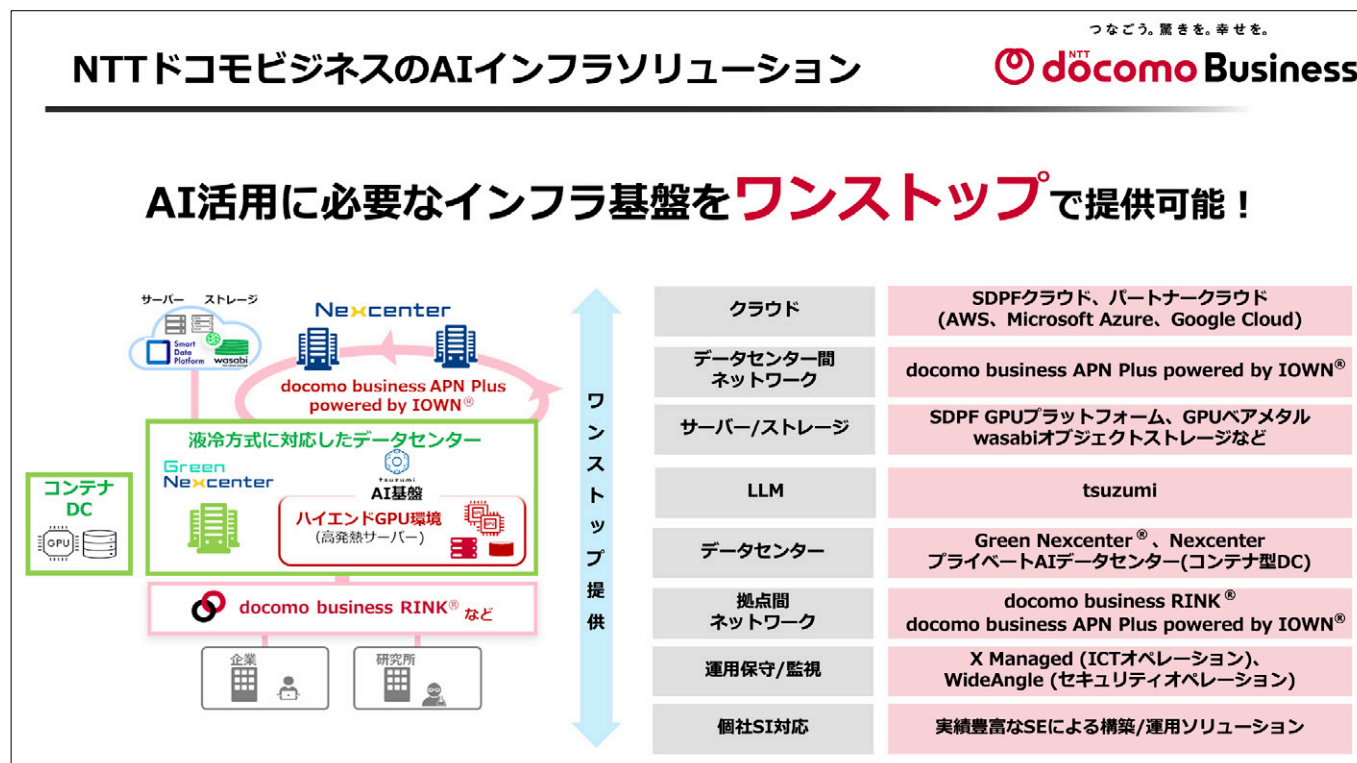 つなごう。驚きを。幸せを。
NTTドコモビジネスのAIインフラソリューション
NTT
döcomo Business
AI活用に必要なインフラ基盤をワンストップで提供可能！
サーバー ストレージ
Smart
Data
Platform
wasabi
Nexcenter
docomo business APN Plus
powered by IOWN®
液冷方式に対応したデータセンター
Green
Nexcenter
tsuzumi
AI基盤
ハイエンドGPU環境
(高発熱サーバー)
コンテナ
DC
GPU
docomo business RINK® など
企業
研究所
ワンストップ提供
クラウド
SDPFクラウド、パートナークラウド
(AWS、Microsoft Azure、Google Cloud)
データセンター間
ネットワーク
docomo business APN Plus powered by IOWN®
サーバー/ストレージ
SDPF GPUプラットフォーム、GPUベアメタル
wasabiオブジェクトストレージなど
LLM
tsuzumi
データセンター
Green Nexcenter®、Nexcenter
プライベートAIデータセンター(コンテナ型DC)
拠点間
ネットワーク
docomo business RINK®
docomo business APN Plus powered by IOWN®
運用保守/監視
X Managed (ICTオペレーション)、
WideAngle (セキュリティオペレーション)
個社SI対応
実績豊富なSEによる構築/運用ソリューション